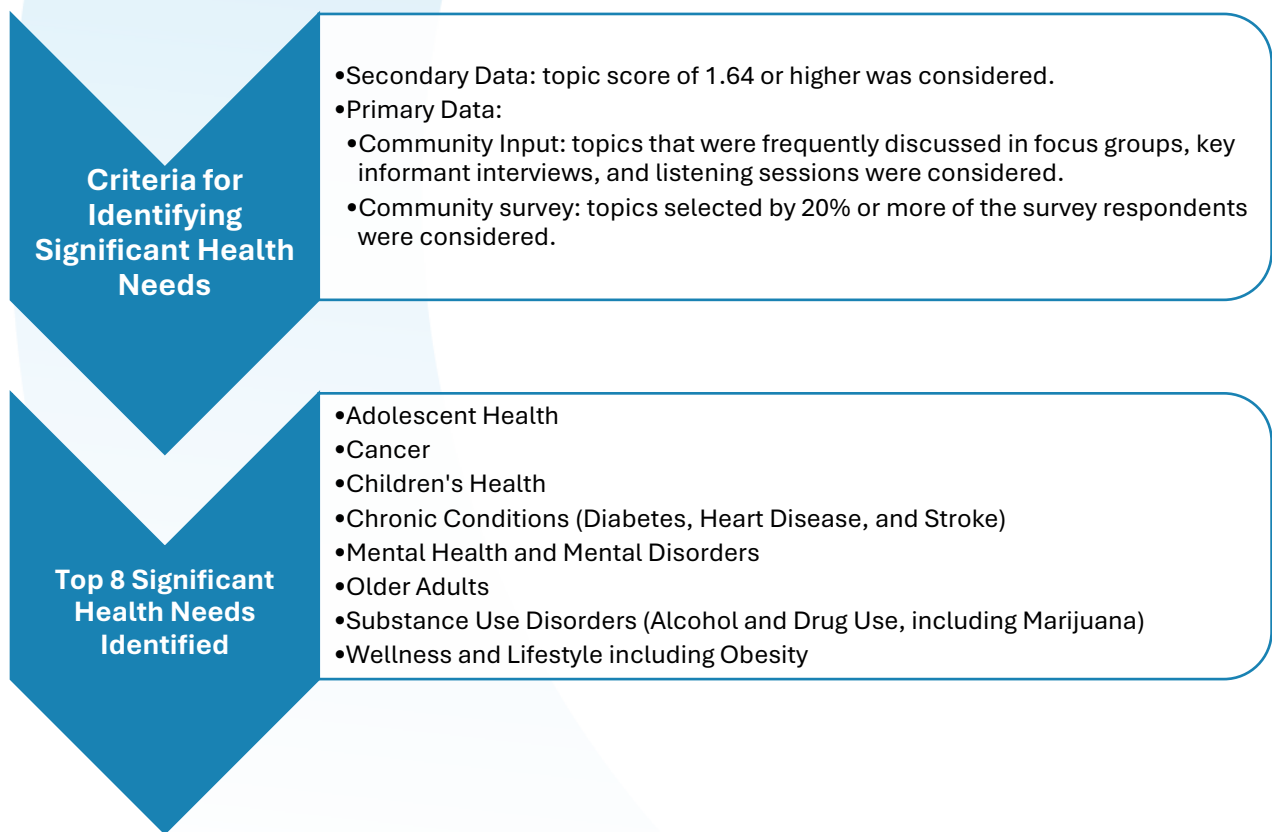 Criteria for
Identifying
Significant Health
Needs
•Secondary Data: topic score of 1.64 or higher was considered.
•Primary Data:
•Community Input: topics that were frequently discussed in focus groups, key
informant interviews, and listening sessions were considered.
•Community survey: topics selected by 20% or more of the survey respondents
were considered.
Top 8 Significant
Health Needs
Identified
•Adolescent Health
•Cancer
•Children's Health
•Chronic Conditions (Diabetes, Heart Disease, and Stroke)
•Mental Health and Mental Disorders
•Older Adults
•Substance Use Disorders (Alcohol and Drug Use, including Marijuana)
•Wellness and Lifestyle including Obesity